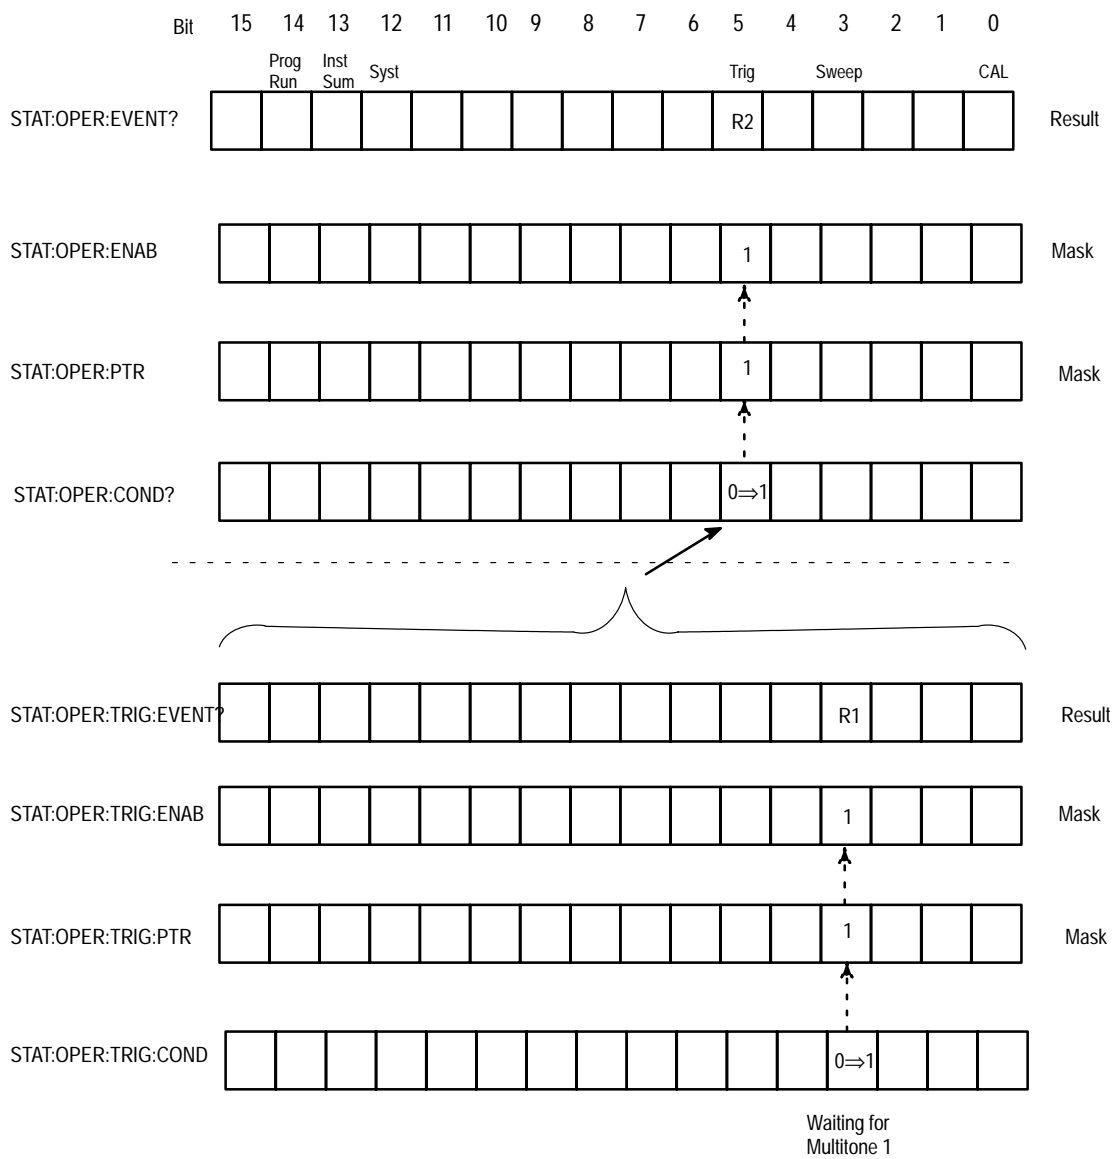 Bit 15 14 13 12 11 10 9 8 7 6 5 4 3 2 1 0
Prog Run Inst Sum Syst Trig Sweep CAL
STAT:OPER:EVENT? R2 Result
STAT:OPER:ENAB 1 Mask
STAT:OPER:PTR 1 Mask
STAT:OPER:COND? 0⇒1
STAT:OPER:TRIG:EVENT? R1 Result
STAT:OPER:TRIG:ENAB 1 Mask
STAT:OPER:TRIG:PTR 1 Mask
STAT:OPER:TRIG:COND 0⇒1
Waiting for
Multitone 1